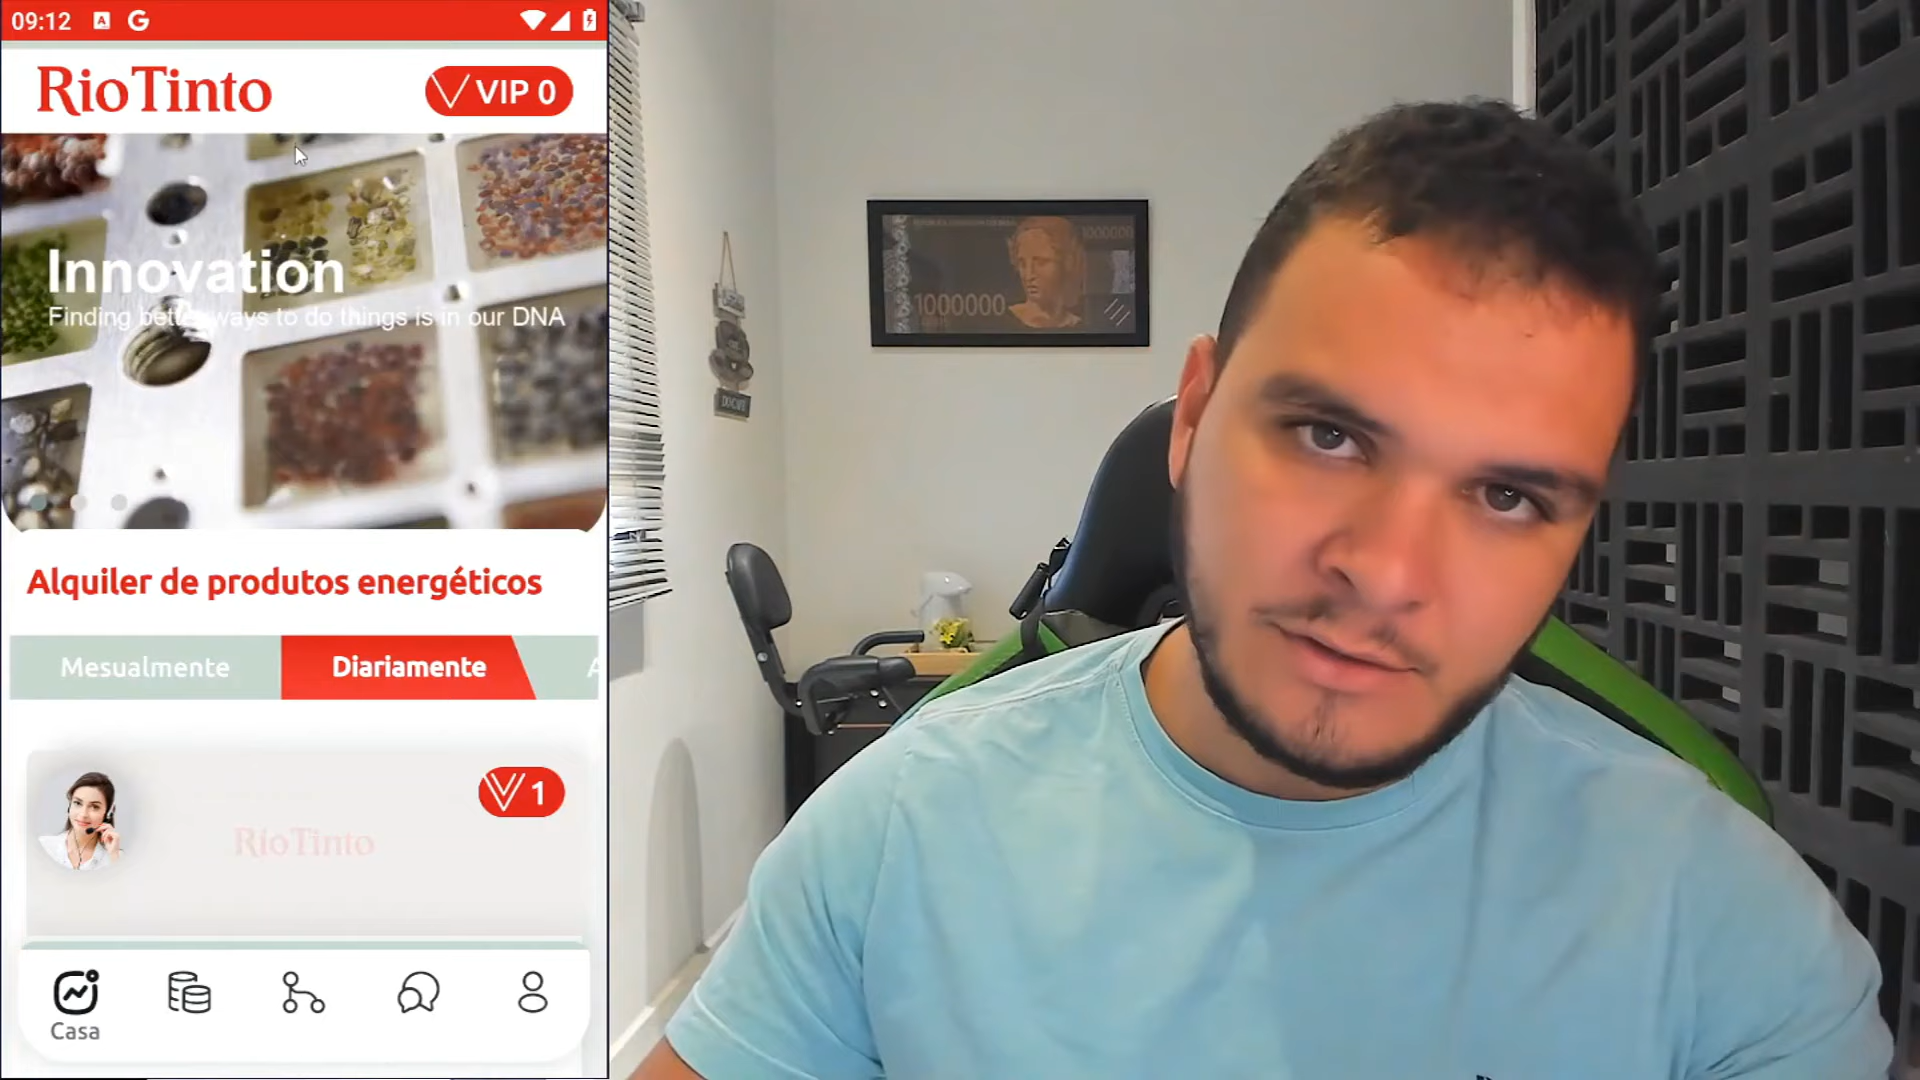 09:12 A G
RioTinto
VIP 0
Innovation
Finding better ways to do things is in our DNA
Alquiler de produtos energéticos
Mesualmente
Diariamente
A
RioTinto
1
Casa
1000000
1000000